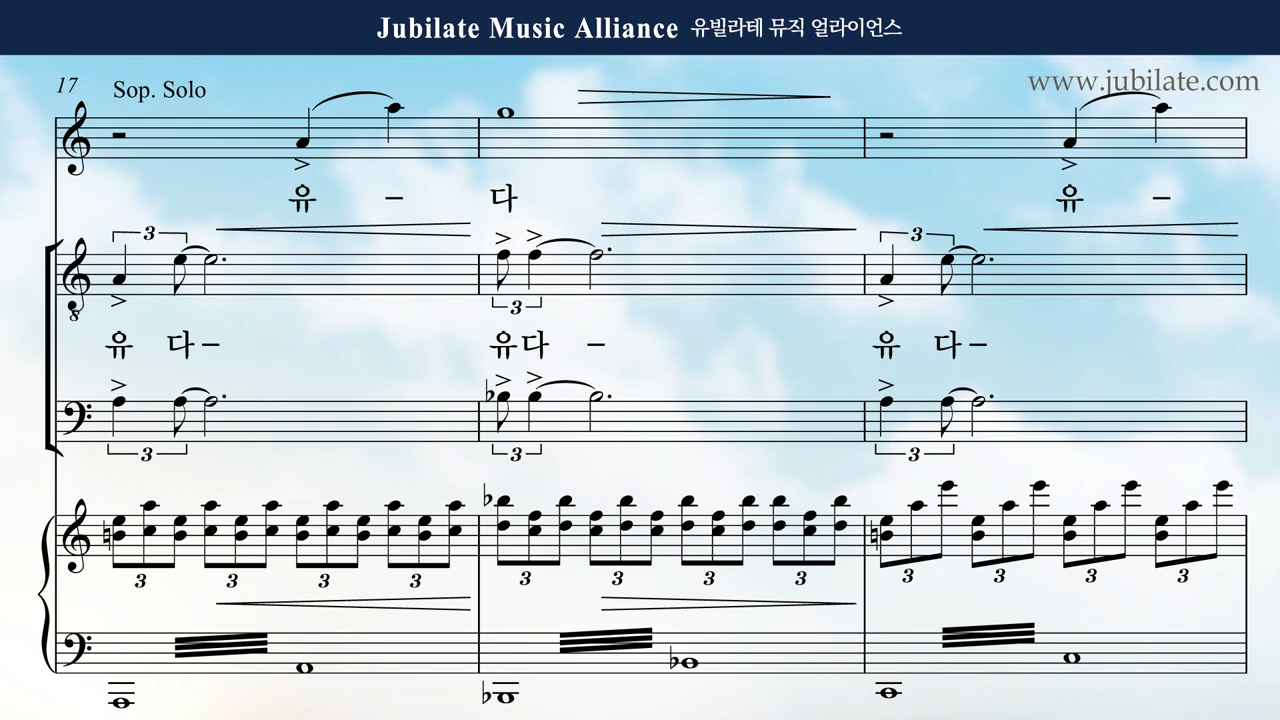 Jubilate Music Alliance 유빌라테 뮤직 얼라이언스
www.jubilate.com
17 Sop. Solo
유 – 다 유 –
3 3 3
유 다 – 유다 – 유 다 –
3 3 3
3 3 3 3 3 3 3 3 3 3 3 3